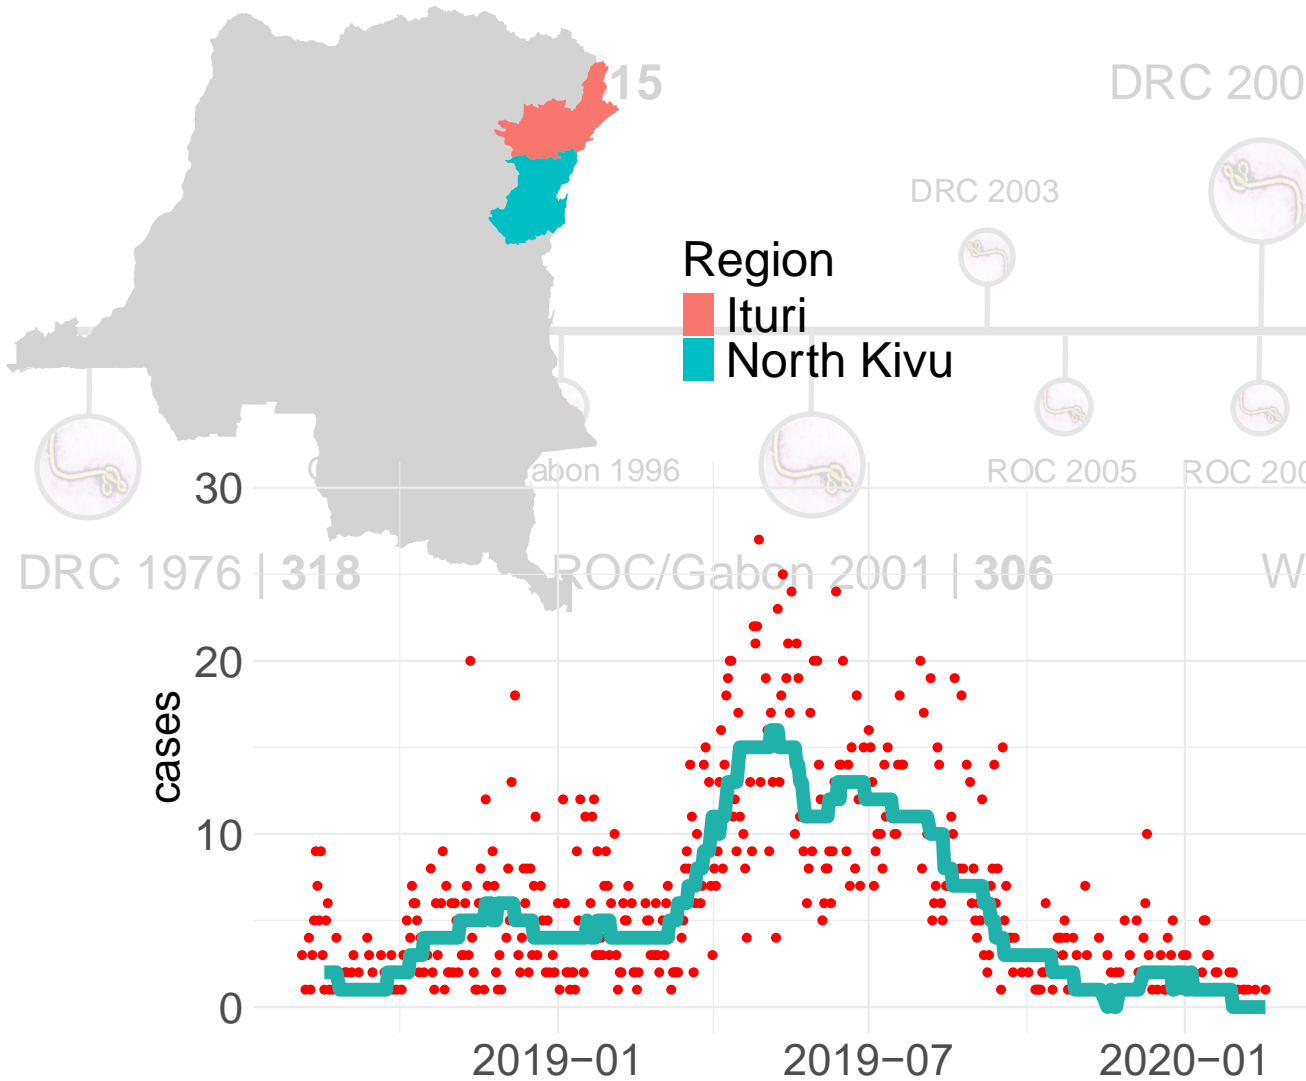 15
DRC 200
DRC 2003
Region
Ituri
North Kivu
abon 1996
ROC 2005
ROC 200
30
DRC 1976 | 318
ROC/Gabon 2001 | 306
W
20
cases
10
0
2019−01
2019−07
2020−01